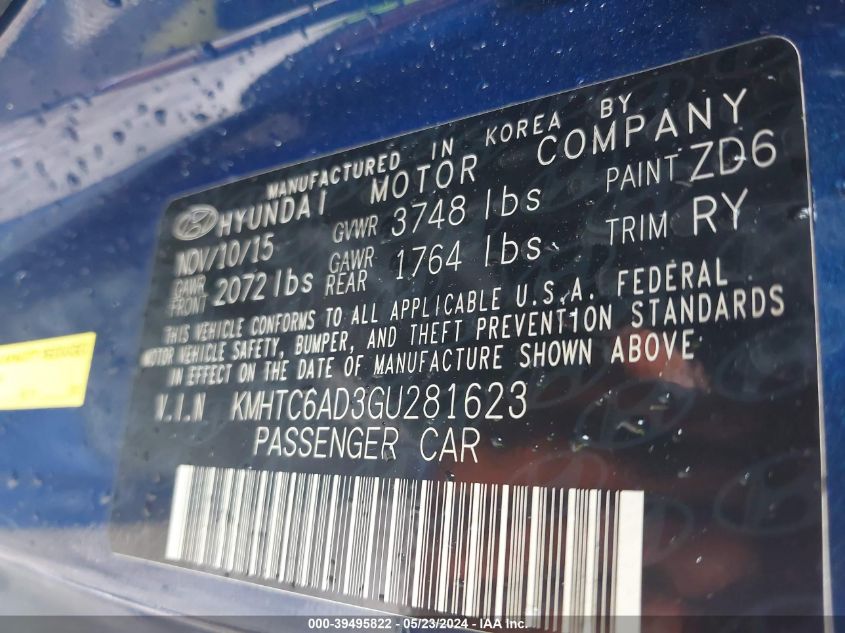 MANUFACTURED IN KOREA BY
HYUNDAI MOTOR COMPANY
NOV/10/15 GVWR 3748 lbs PAINT ZD6
GAWR FRONT 2072 lbs GAWR REAR 1764 lbs TRIM RY
THIS VEHICLE CONFORMS TO ALL APPLICABLE U.S.A. FEDERAL
MOTOR VEHICLE SAFETY, BUMPER, AND THEFT PREVENTION STANDARDS
IN EFFECT ON THE DATE OF MANUFACTURE SHOWN ABOVE
V.I.N KMHTC6AD3GU281623
PASSENGER CAR
000-39495822 - 05/23/2024 - IAA Inc.